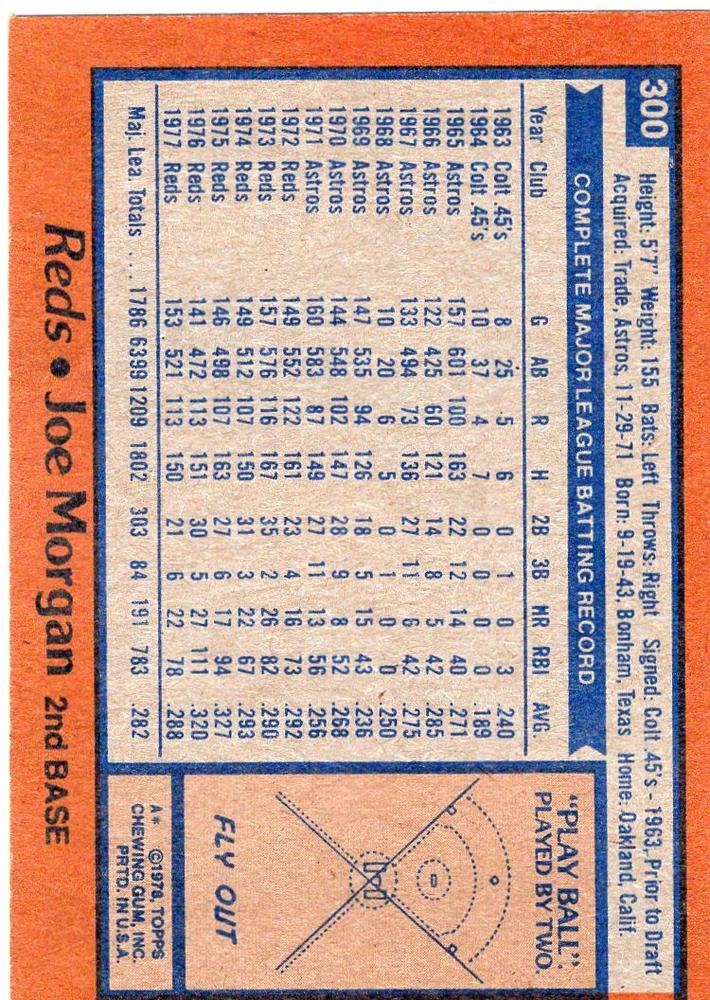 300
Height: 5'7" Weight: 155 Bats: Left Throws: Right Signed: Colt .45's - 1963, Prior to Draft
Acquired: Trade, Astros, 11-29-71 Born: 9-19-43, Bonham, Texas Home: Oakland, Calif.
COMPLETE MAJOR LEAGUE BATTING RECORD
Year Club G AB R H 2B 3B HR RBI AVG.
1963 Colt .45's 8 25 5 6 0 1 0 3 .240
1964 Colt .45's 10 37 4 7 0 0 0 0 .189
1965 Astros 157 601 100 163 22 12 14 40 .271
1966 Astros 122 425 60 121 14 8 5 42 .285
1967 Astros 133 494 73 136 27 11 6 42 .275
1968 Astros 10 20 6 5 0 1 0 0 .250
1969 Astros 147 535 94 126 18 5 15 43 .236
1970 Astros 144 548 102 147 28 9 8 52 .268
1971 Astros 160 583 87 149 27 11 13 56 .256
1972 Reds 149 552 122 161 23 4 16 73 .292
1973 Reds 157 576 116 167 35 2 26 82 .290
1974 Reds 149 512 107 150 31 3 22 67 .293
1975 Reds 146 498 107 163 27 6 17 94 .327
1976 Reds 141 472 113 151 30 5 27 111 .320
1977 Reds 153 521 113 150 21 6 22 78 .288
Maj. Lea. Totals .... 1786 6399 1209 1802 303 84 191 783 .282
"PLAY BALL":
PLAYED BY TWO.
FLY OUT
A* ©1978, TOPPS
CHEWING GUM, INC.
PRTD. IN U.S.A.
Reds • Joe Morgan 2nd BASE